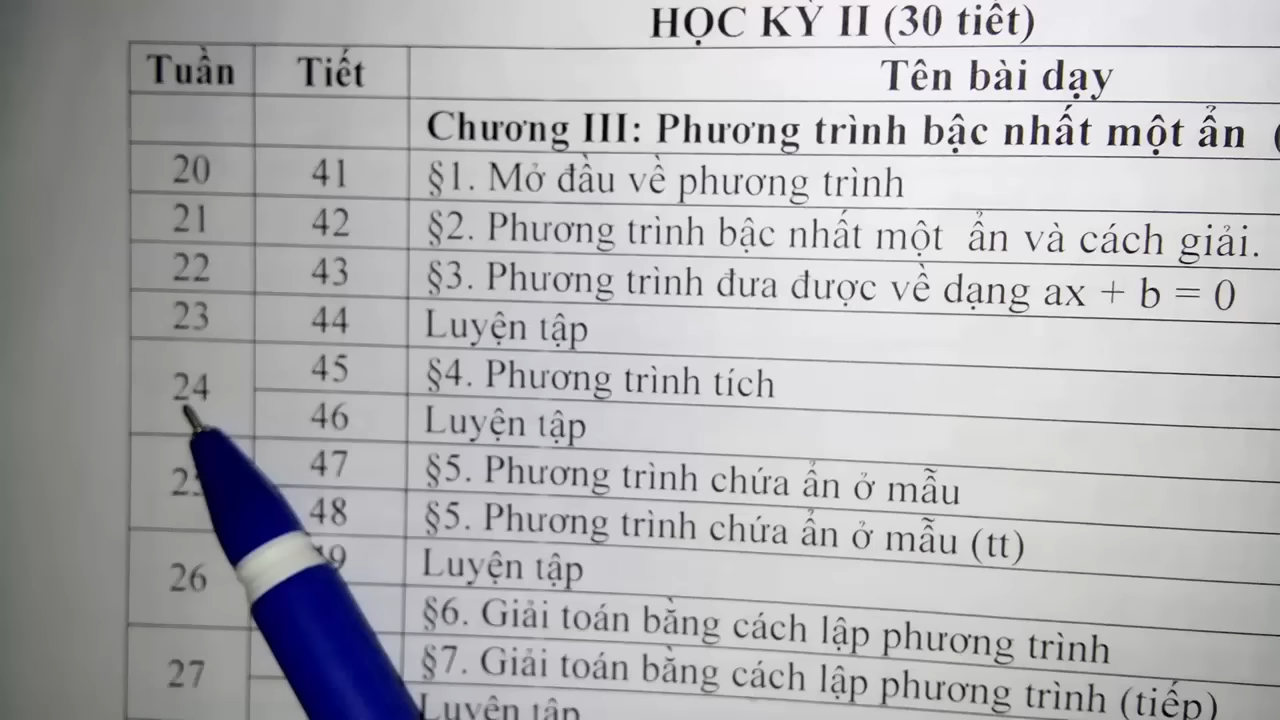 HỌC KỲ II (30 tiết)
Tuần Tiết Tên bài dạy
Chương III: Phương trình bậc nhất một ẩn (
20 41 §1. Mở đầu về phương trình
21 42 §2. Phương trình bậc nhất một ẩn và cách giải.
22 43 §3. Phương trình đưa được về dạng ax + b = 0
23 44 Luyện tập
24 45 §4. Phương trình tích
46 Luyện tập
47 §5. Phương trình chứa ẩn ở mẫu
48 §5. Phương trình chứa ẩn ở mẫu (tt)
26 Luyện tập
§6. Giải toán bằng cách lập phương trình
27 §7. Giải toán bằng cách lập phương trình (tiếp)
Luyện tập